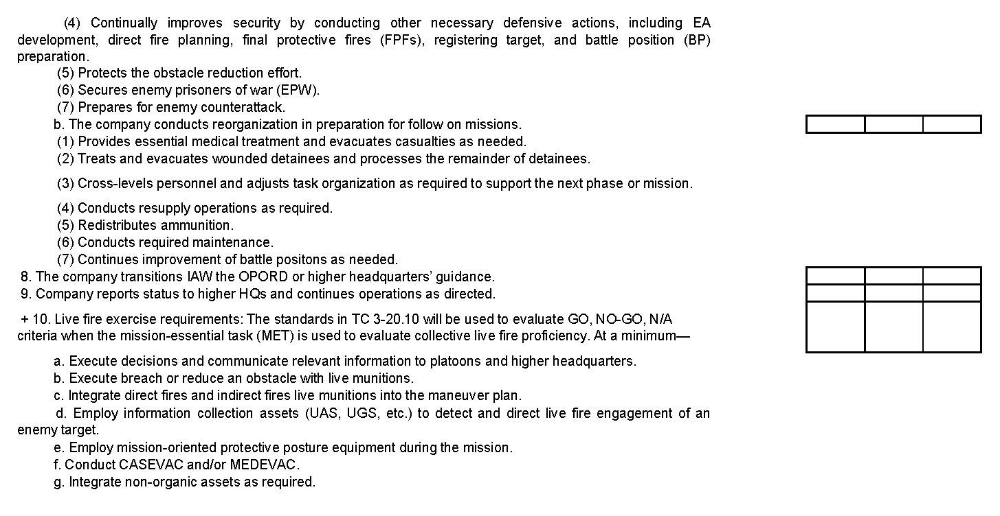 (4) Continually improves security by conducting other necessary defensive actions, including EA
development, direct fire planning, final protective fires (FPFs), registering target, and battle position (BP)
preparation.
(5) Protects the obstacle reduction effort.
(6) Secures enemy prisoners of war (EPW).
(7) Prepares for enemy counterattack.
b. The company conducts reorganization in preparation for follow on missions.
(1) Provides essential medical treatment and evacuates casualties as needed.
(2) Treats and evacuates wounded detainees and processes the remainder of detainees.
(3) Cross-levels personnel and adjusts task organization as required to support the next phase or mission.
(4) Conducts resupply operations as required.
(5) Redistributes ammunition.
(6) Conducts required maintenance.
(7) Continues improvement of battle positons as needed.
8. The company transitions IAW the OPORD or higher headquarters’ guidance.
9. Company reports status to higher HQs and continues operations as directed.
+ 10. Live fire exercise requirements: The standards in TC 3-20.10 will be used to evaluate GO, NO-GO, N/A
criteria when the mission-essential task (MET) is used to evaluate collective live fire proficiency. At a minimum—
a. Execute decisions and communicate relevant information to platoons and higher headquarters.
b. Execute breach or reduce an obstacle with live munitions.
c. Integrate direct fires and indirect fires live munitions into the maneuver plan.
d. Employ information collection assets (UAS, UGS, etc.) to detect and direct live fire engagement of an
enemy target.
e. Employ mission-oriented protective posture equipment during the mission.
f. Conduct CASEVAC and/or MEDEVAC.
g. Integrate non-organic assets as required.